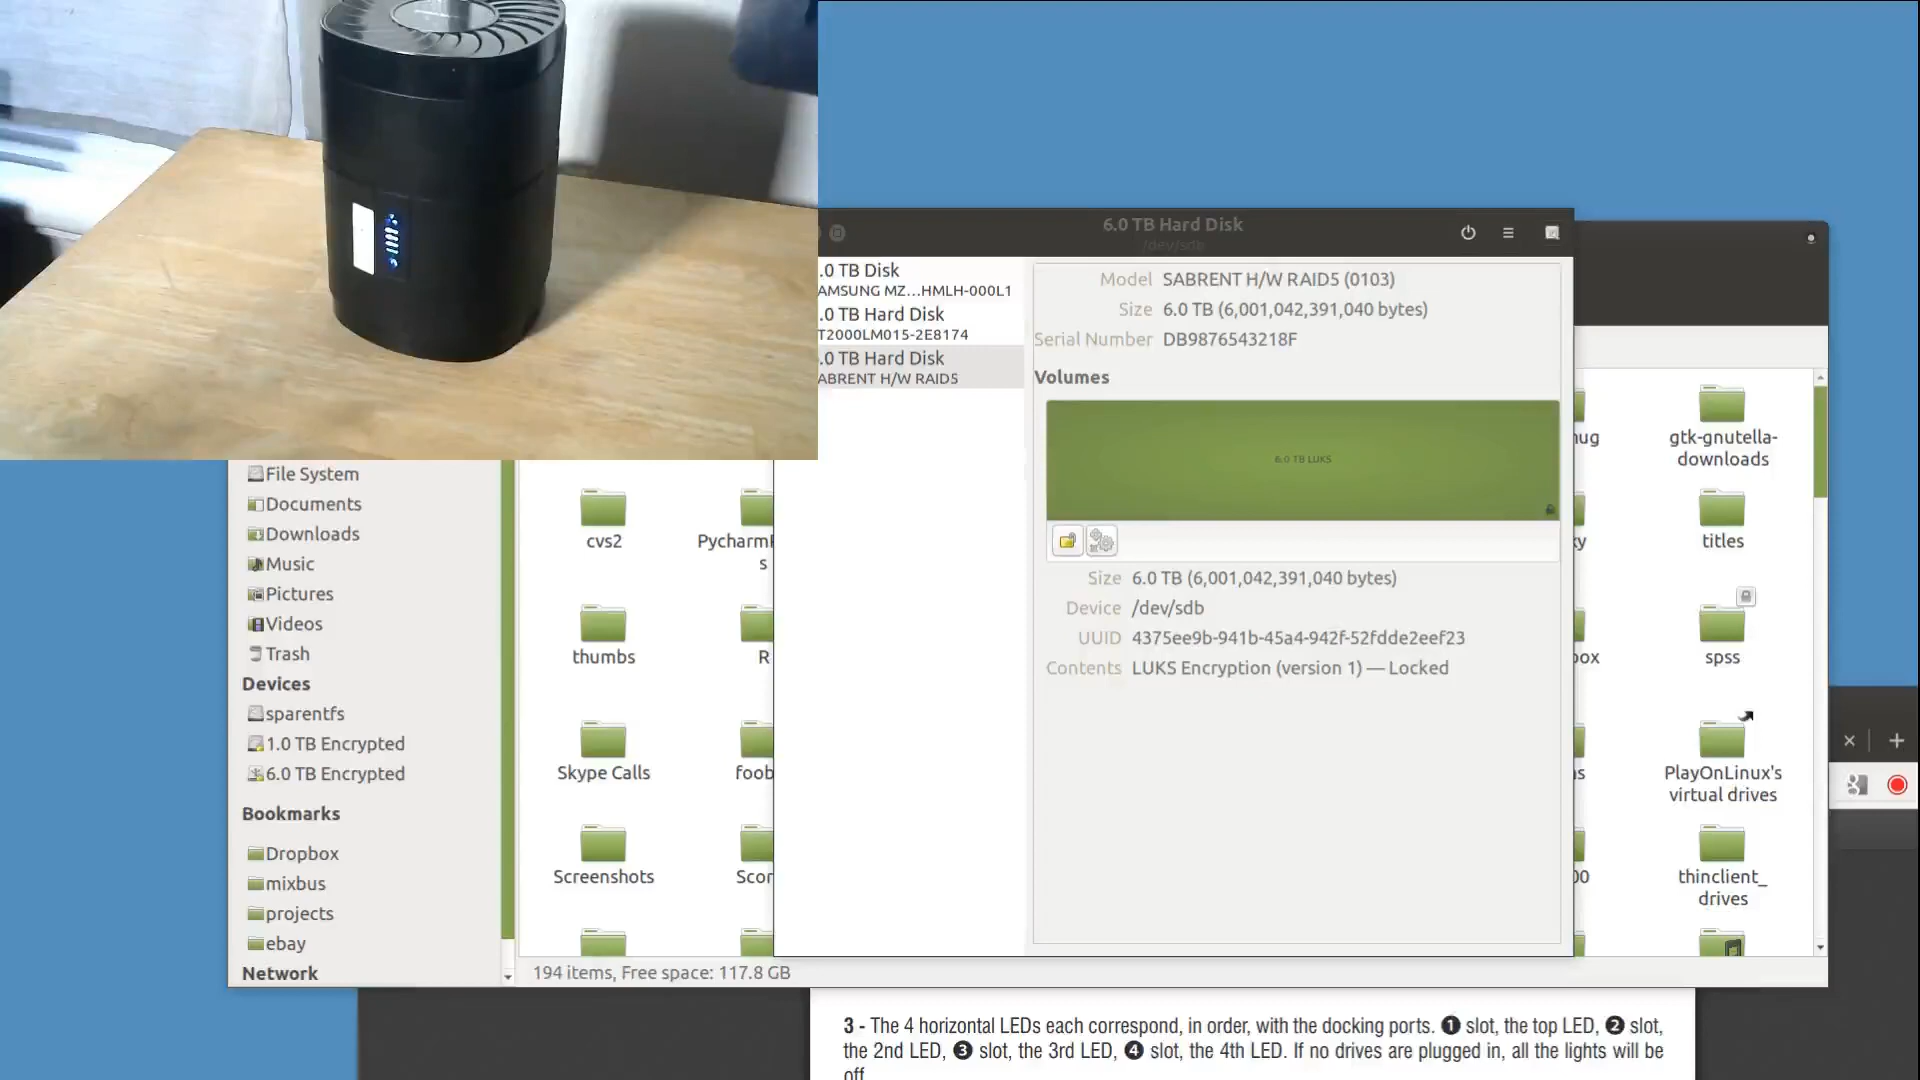 6.0 TB Hard Disk
/dev/sdb
.0 TB Disk
AMSUNG MZ...HMLH-000L1
.0 TB Hard Disk
T2000LM015-2E8174
.0 TB Hard Disk
ABRENT H/W RAID5
Model SABRENT H/W RAID5 (0103)
Size 6.0 TB (6,001,042,391,040 bytes)
Serial Number DB9876543218F
Volumes
6.0 TB LUKS
Size 6.0 TB (6,001,042,391,040 bytes)
Device /dev/sdb
UUID 4375ee9b-941b-45a4-942f-52fdde2eef23
Contents LUKS Encryption (version 1) — Locked
File System
Documents
Downloads
Music
Pictures
Videos
Trash
Devices
sparentfs
1.0 TB Encrypted
6.0 TB Encrypted
Bookmarks
Dropbox
mixbus
projects
ebay
Network
cvs2
Pycharm
s
thumbs
R
Skype Calls
foob
Screenshots
Scor
gtk-gnutella-
downloads
titles
spss
PlayOnLinux's
virtual drives
thinclient_
drives
ug
xy
ox
s
00
194 items, Free space: 117.8 GB
3 - The 4 horizontal LEDs each correspond, in order, with the docking ports. ❶ slot, the top LED, ❷ slot,
the 2nd LED, ❸ slot, the 3rd LED, ❹ slot, the 4th LED. If no drives are plugged in, all the lights will be
off